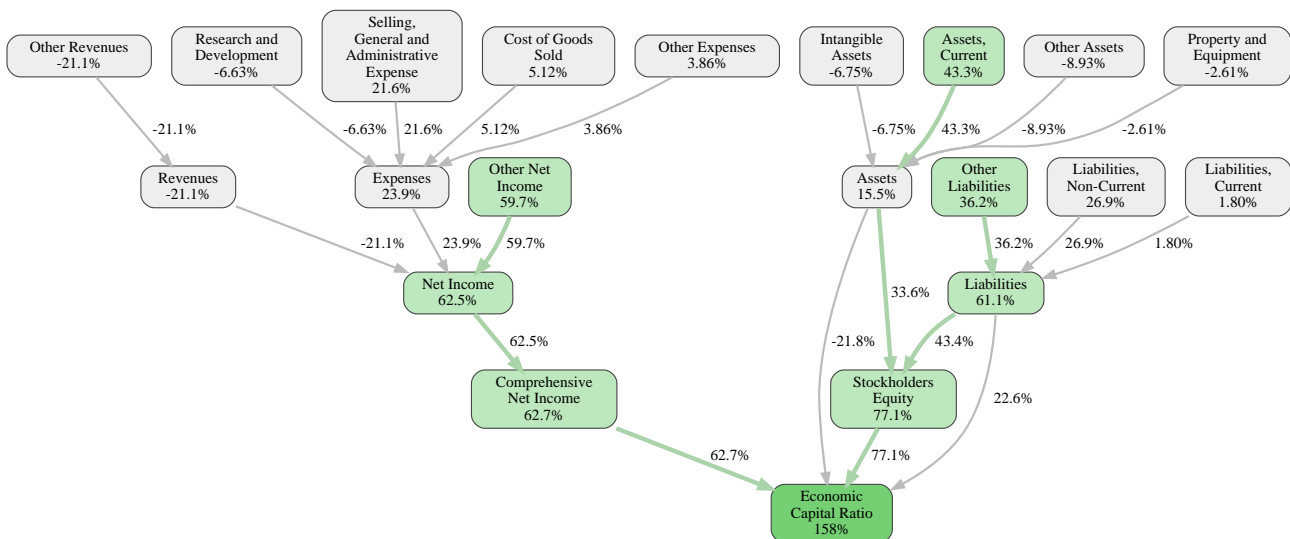 Other Revenues
-21.1%
Research and
Development
-6.63%
Selling,
General and
Administrative
Expense
21.6%
Cost of Goods
Sold
5.12%
Other Expenses
3.86%
Intangible
Assets
-6.75%
Assets,
Current
43.3%
Other Assets
-8.93%
Property and
Equipment
-2.61%
-21.1%
-6.63%
21.6%
5.12%
3.86%
-6.75%
43.3%
-8.93%
-2.61%
Revenues
-21.1%
Expenses
23.9%
Other Net
Income
59.7%
Assets
15.5%
Other
Liabilities
36.2%
Liabilities,
Non-Current
26.9%
Liabilities,
Current
1.80%
-21.1%
23.9%
59.7%
36.2%
26.9%
1.80%
Net Income
62.5%
33.6%
Liabilities
61.1%
62.5%
-21.8%
43.4%
Comprehensive
Net Income
62.7%
Stockholders
Equity
77.1%
22.6%
62.7%
77.1%
Economic
Capital Ratio
158%